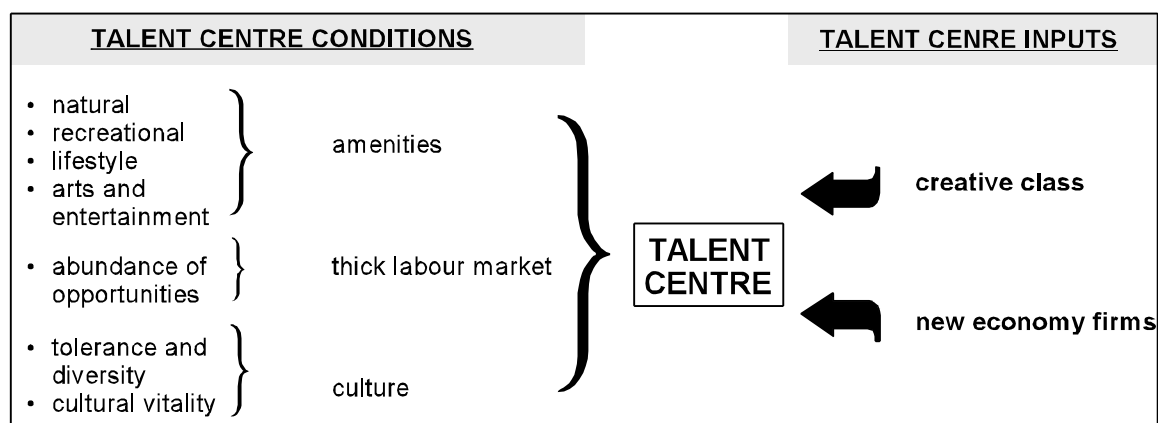 TALENT CENTRE CONDITIONS
TALENT CENRE INPUTS
• natural
• recreational
• lifestyle
• arts and
entertainment
amenities
• abundance of
opportunities
thick labour market
• tolerance and
diversity
• cultural vitality
culture
TALENT
CENTRE
creative class
new economy firms